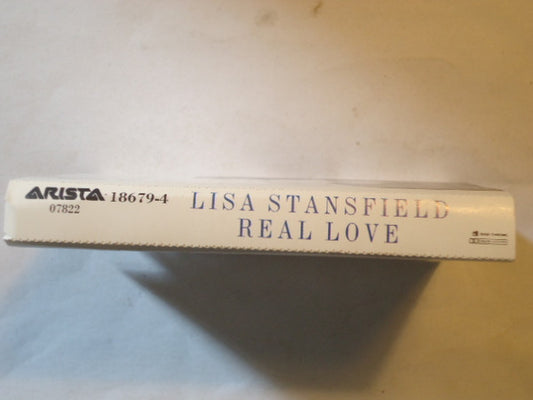 ARISTA 18679-4
07822
LISA STANSFIELD
REAL LOVE